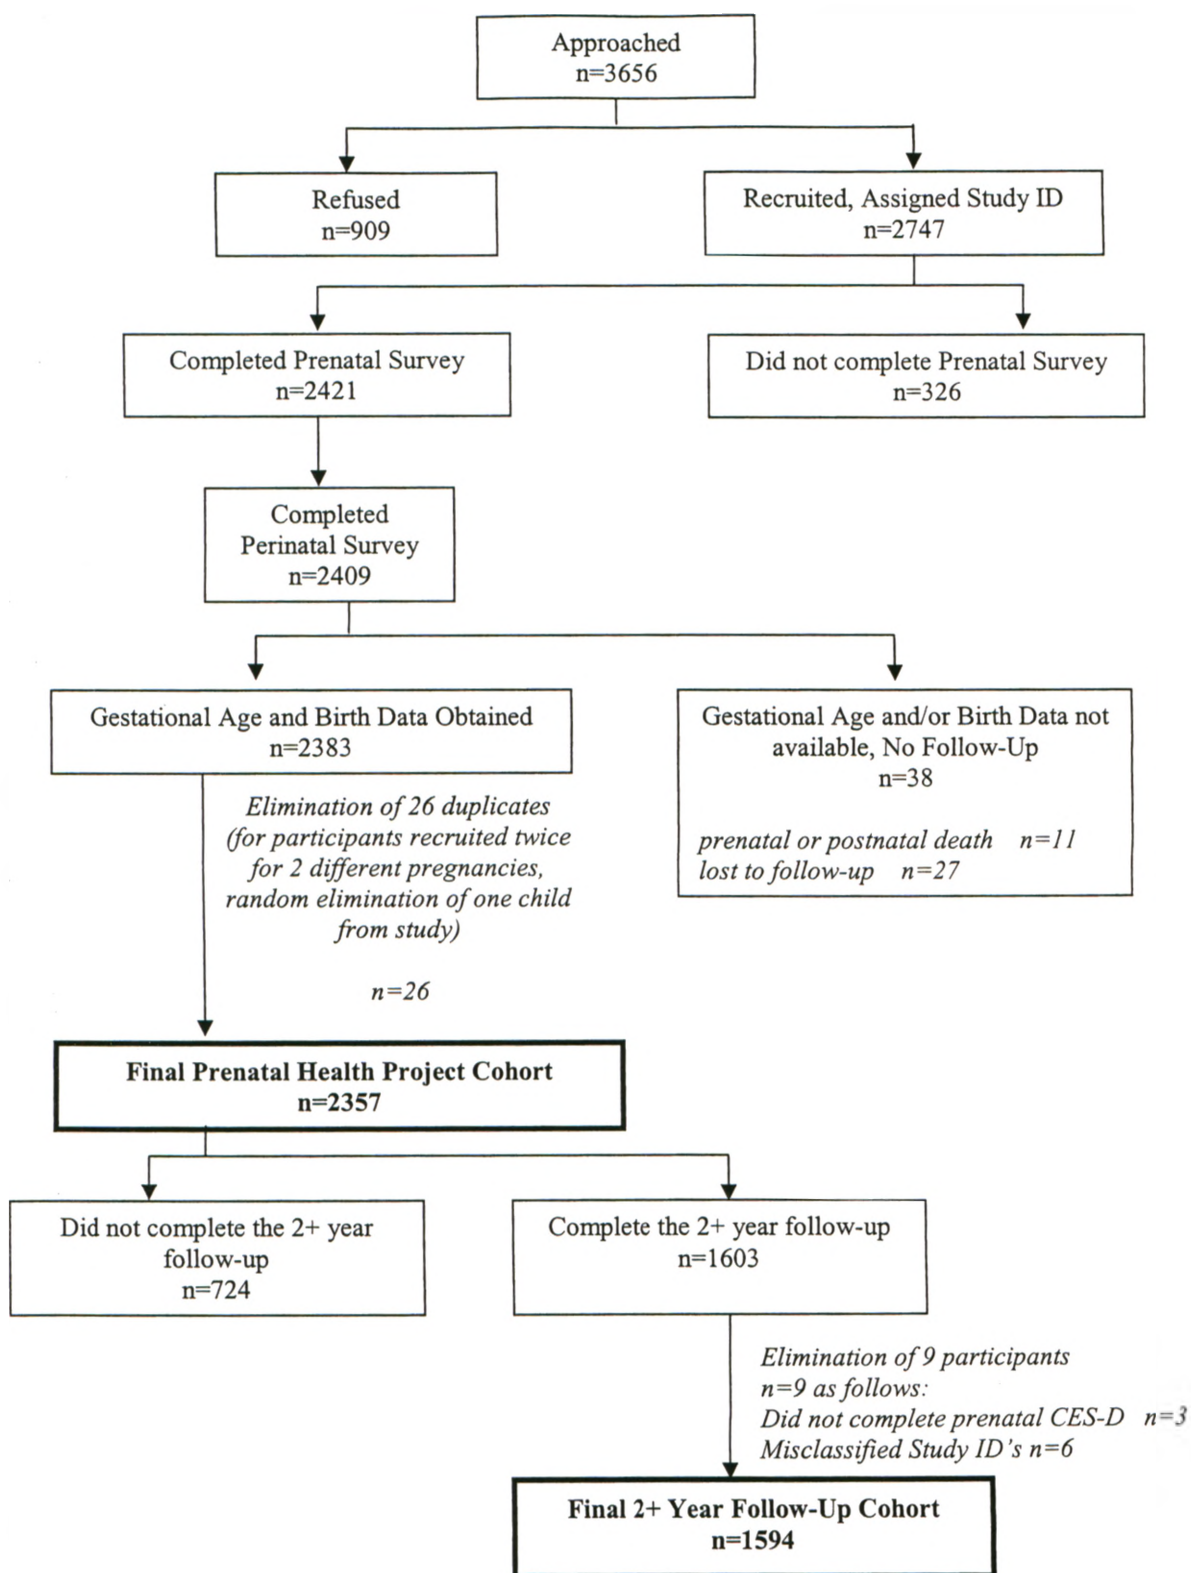 Approached
n=3656
Refused
n=909
Recruited, Assigned Study ID
n=2747
Completed Prenatal Survey
n=2421
Did not complete Prenatal Survey
n=326
Completed
Perinatal Survey
n=2409
Gestational Age and Birth Data Obtained
n=2383
Gestational Age and/or Birth Data not
available, No Follow-Up
n=38
prenatal or postnatal death n=11
lost to follow-up n=27
Elimination of 26 duplicates
(for participants recruited twice
for 2 different pregnancies,
random elimination of one child
from study)
n=26
Final Prenatal Health Project Cohort
n=2357
Did not complete the 2+ year
follow-up
n=724
Complete the 2+ year follow-up
n=1603
Elimination of 9 participants
n=9 as follows:
Did not complete prenatal CES-D n=3
Misclassified Study ID's n=6
Final 2+ Year Follow-Up Cohort
n=1594